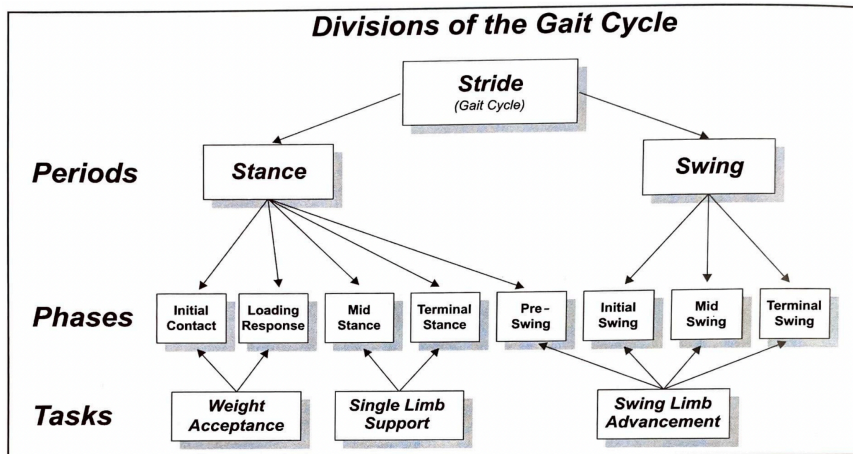 Divisions of the Gait Cycle
Stride
(Gait Cycle)
Periods
Stance
Swing
Phases
Initial
Contact
Loading
Response
Mid
Stance
Terminal
Stance
Pre-
Swing
Initial
Swing
Mid
Swing
Terminal
Swing
Tasks
Weight
Acceptance
Single Limb
Support
Swing Limb
Advancement